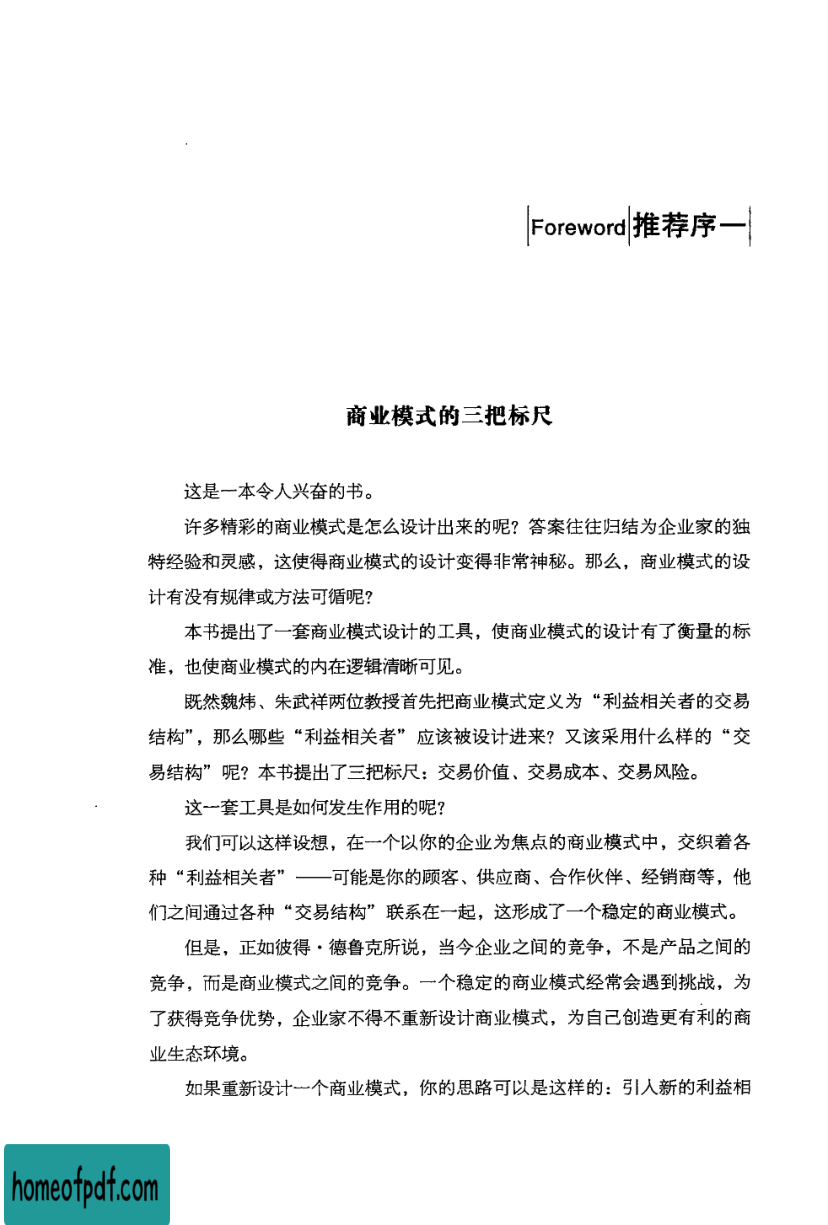 Foreword 推荐序一
商业模式的三把标尺
这是一本令人兴奋的书。
许多精彩的商业模式是怎么设计出来的呢？答案往往归结为企业家的独
特经验和灵感，这使得商业模式的设计变得非常神秘。那么，商业模式的设
计有没有规律或方法可循呢？
本书提出了一套商业模式设计的工具，使商业模式的设计有了衡量的标
准，也使商业模式的内在逻辑清晰可见。
既然魏炜、朱武祥两位教授首先把商业模式定义为“利益相关者的交易
结构”，那么哪些“利益相关者”应该被设计进来？又该采用什么样的“交
易结构”呢？本书提出了三把标尺：交易价值、交易成本、交易风险。
这一套工具是如何发生作用的呢？
我们可以这样设想，在一个以你的企业为焦点的商业模式中，交织着各
种“利益相关者”——可能是你的顾客、供应商、合作伙伴、经销商等，他
们之间通过各种“交易结构”联系在一起，这形成了一个稳定的商业模式。
但是，正如彼得·德鲁克所说，当今企业之间的竞争，不是产品之间的
竞争，而是商业模式之间的竞争。一个稳定的商业模式经常会遇到挑战，为
了获得竞争优势，企业家不得不重新设计商业模式，为自己创造更有利的商
业生态环境。
如果重新设计一个商业模式，你的思路可以是这样的：引人新的利益相
homeofpdf.com